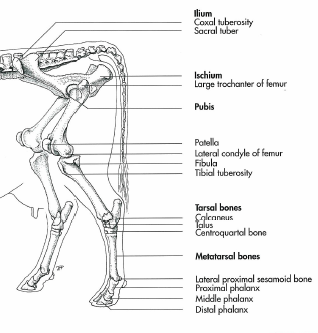 Ilium
Coxal tuberosity
Sacral tuber
Ischium
Large trochanter of femur
Pubis
Patella
Lateral condyle of femur
Fibula
Tibial tuberosity
Tarsal bones
Calcaneus
Talus
Centroquartal bone
Metatarsal bones
Lateral proximal sesamoid bone
Proximal phalanx
Middle phalanx
Distal phalanx